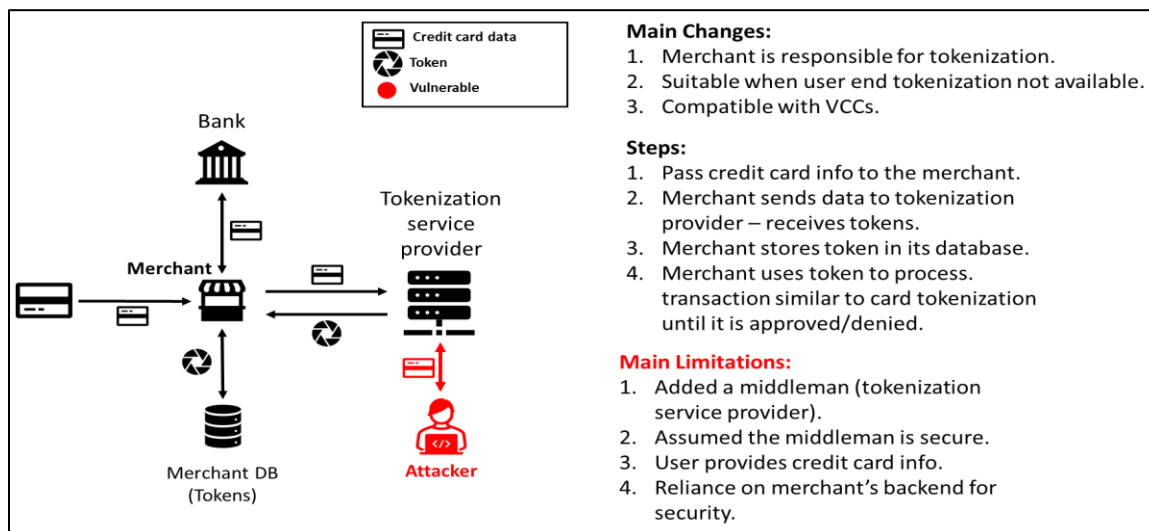 Credit card data
Token
Vulnerable
Bank
Tokenization
service
provider
Merchant
Merchant DB
(Tokens)
</>
Attacker
Main Changes:
1. Merchant is responsible for tokenization.
2. Suitable when user end tokenization not available.
3. Compatible with VCCs.
Steps:
1. Pass credit card info to the merchant.
2. Merchant sends data to tokenization
provider – receives tokens.
3. Merchant stores token in its database.
4. Merchant uses token to process.
transaction similar to card tokenization
until it is approved/denied.
Main Limitations:
1. Added a middleman (tokenization
service provider).
2. Assumed the middleman is secure.
3. User provides credit card info.
4. Reliance on merchant’s backend for
security.